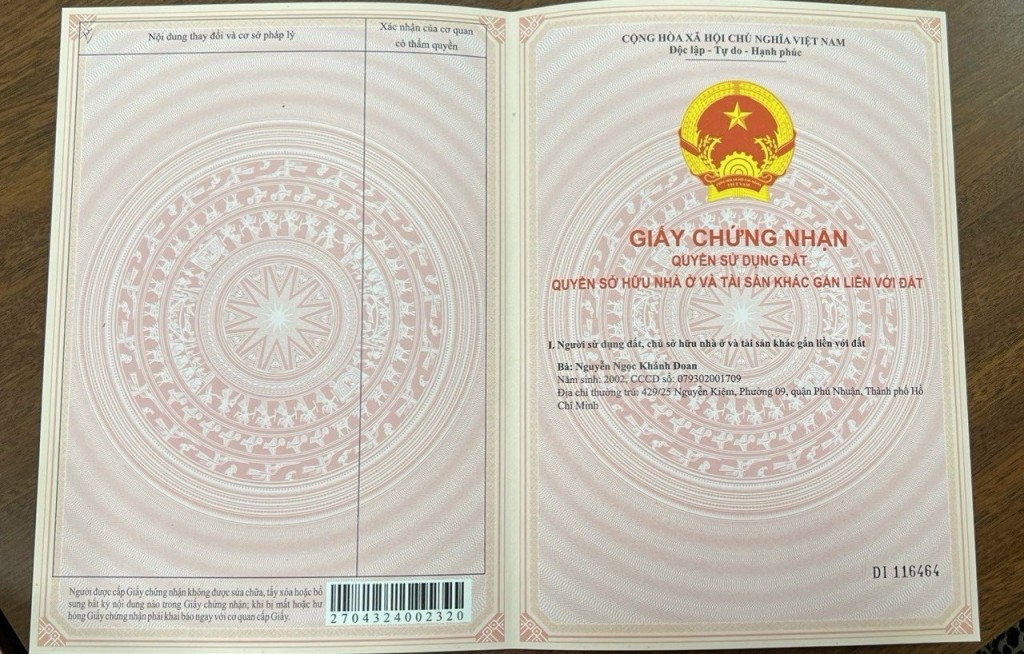 Nội dung thay đổi và cơ sở pháp lý
Xác nhận của cơ quan
có thẩm quyền
Người được cấp Giấy chứng nhận không được sửa chữa, tẩy xóa hoặc bổ
sung bất kỳ nội dung nào trong Giấy chứng nhận; khi bị mất hoặc hư
hỏng Giấy chứng nhận phải khai báo ngay với cơ quan cấp Giấy.
2704324002320
CỘNG HÒA XÃ HỘI CHỦ NGHĨA VIỆT NAM
Độc lập - Tự do - Hạnh phúc
VIỆT NAM
GIẤY CHỨNG NHẬN
QUYỀN SỬ DỤNG ĐẤT
QUYỀN SỞ HỮU NHÀ Ở VÀ TÀI SẢN KHÁC GẮN LIỀN VỚI ĐẤT
I. Người sử dụng đất, chủ sở hữu nhà ở và tài sản khác gắn liền với đất
Bà: Nguyễn Ngọc Khánh Đoan
Năm sinh: 2002, CCCD số: 079302001709
Địa chỉ thường trú: 429/25 Nguyễn Kiệm, Phường 09, quận Phú Nhuận, Thành phố Hồ
Chí Minh
DI 116464